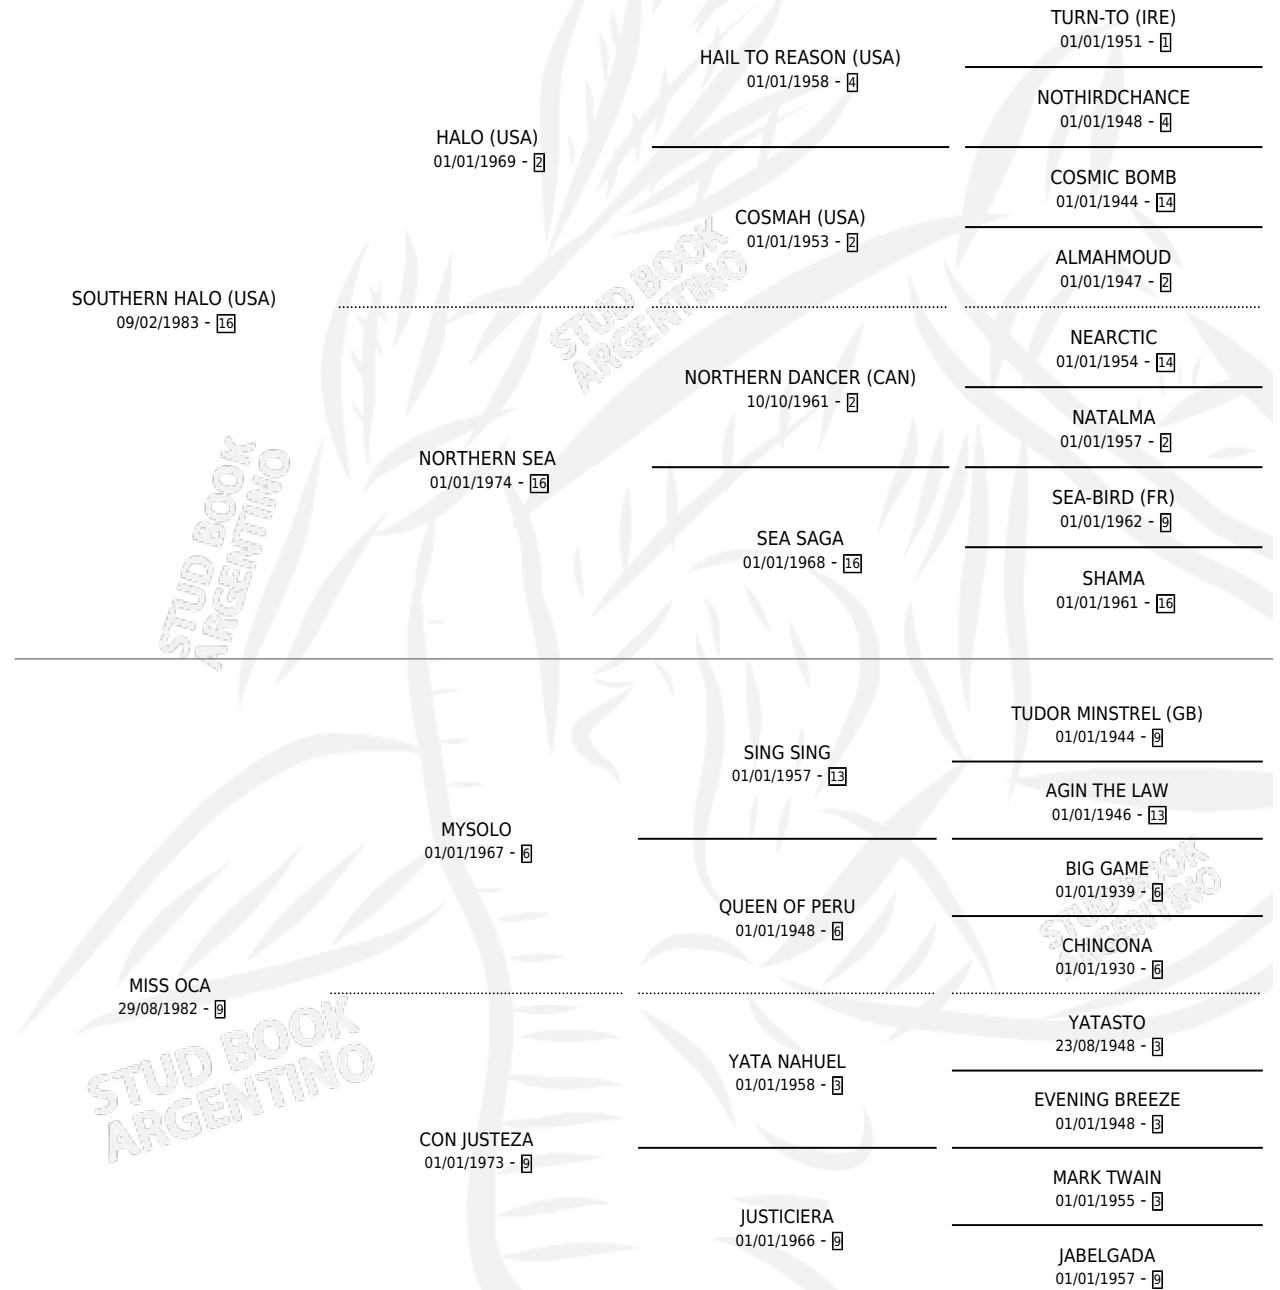 TURN-TO (IRE)
01/01/1951 - 1
HAIL TO REASON (USA)
01/01/1958 - 4
NOTHIRDCHANCE
01/01/1948 - 4
HALO (USA)
01/01/1969 - 2
COSMIC BOMB
01/01/1944 - 14
COSMAH (USA)
01/01/1953 - 2
ALMAHMOUD
01/01/1947 - 2
SOUTHERN HALO (USA)
09/02/1983 - 16
NEARCTIC
01/01/1954 - 14
NORTHERN DANCER (CAN)
10/10/1961 - 2
NATALMA
01/01/1957 - 2
NORTHERN SEA
01/01/1974 - 16
SEA-BIRD (FR)
01/01/1962 - 9
SEA SAGA
01/01/1968 - 16
SHAMA
01/01/1961 - 16
STUD BOOK
ARGENTINO
STUD BOOK
ARGENTINO
TUDOR MINSTREL (GB)
01/01/1944 - 9
SING SING
01/01/1957 - 13
AGIN THE LAW
01/01/1946 - 13
MYSOLO
01/01/1967 - 6
BIG GAME
01/01/1939 - 6
QUEEN OF PERU
01/01/1948 - 6
CHINCONA
01/01/1930 - 6
MISS OCA
29/08/1982 - 9
YATASTO
23/08/1948 - 3
YATA NAHUEL
01/01/1958 - 3
EVENING BREEZE
01/01/1948 - 3
CON JUSTEZA
01/01/1973 - 9
MARK TWAIN
01/01/1955 - 3
JUSTICIERA
01/01/1966 - 9
JABELGADA
01/01/1957 - 9
STUD BOOK
ARGENTINO
STUD BOOK
ARGENTINO